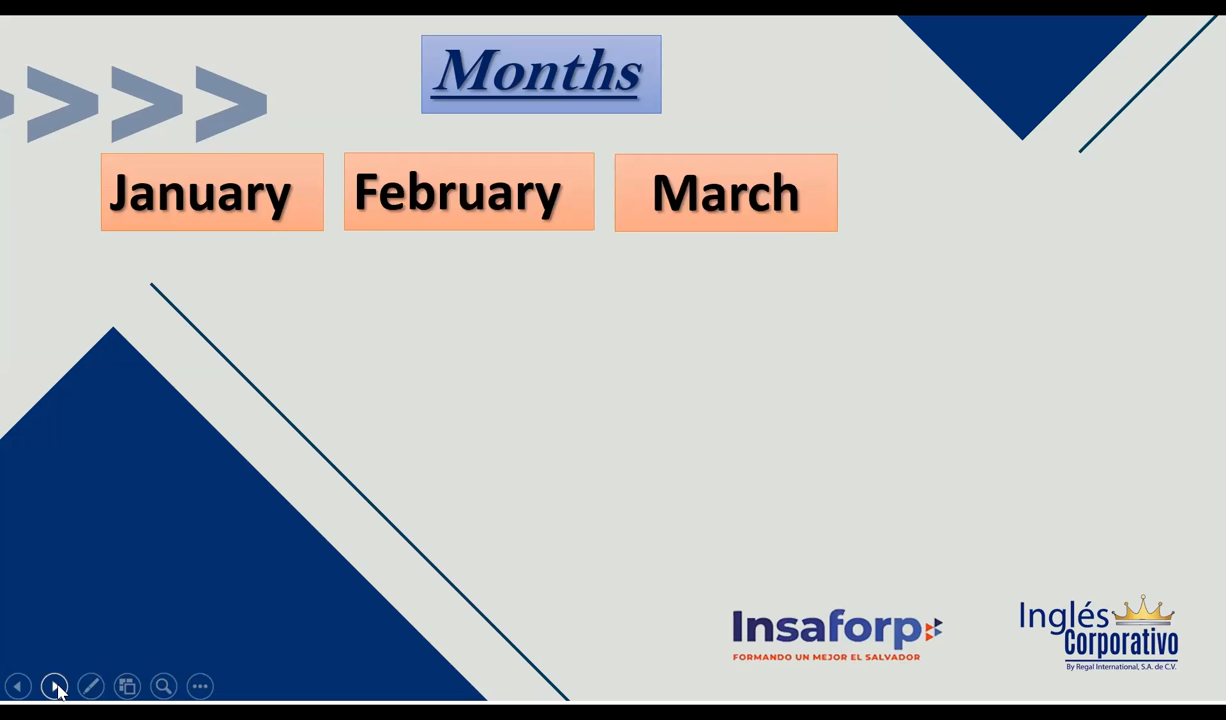 Months
January February March
Insaforp
FORMANDO UN MEJOR EL SALVADOR
Inglés
Corporativo
By Regal International, S.A. de C.V.